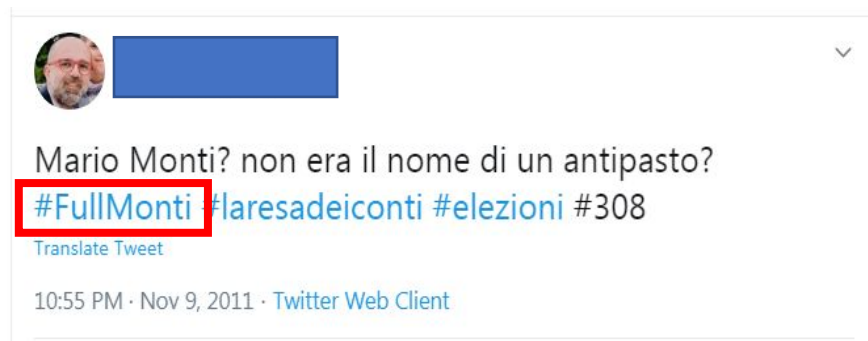 Mario Monti? non era il nome di un antipasto?
#FullMonti #laresadeiconti #elezioni #308
Translate Tweet
10:55 PM · Nov 9, 2011 · Twitter Web Client